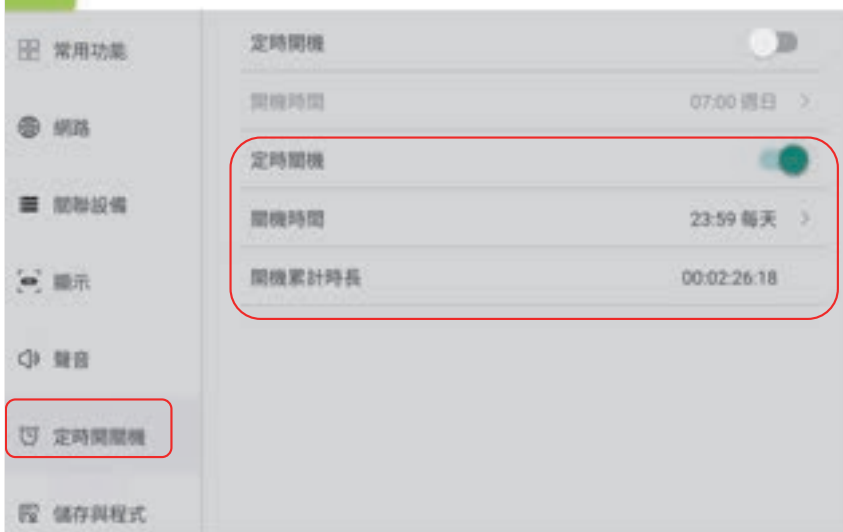 常用功能
網路
關聯設備
顯示
聲音
定時開關機
儲存與程式
定時開機
開機時間
07:00 週日
定時關機
關機時間
23:59 每天
開機累計時長
00:02:26:18